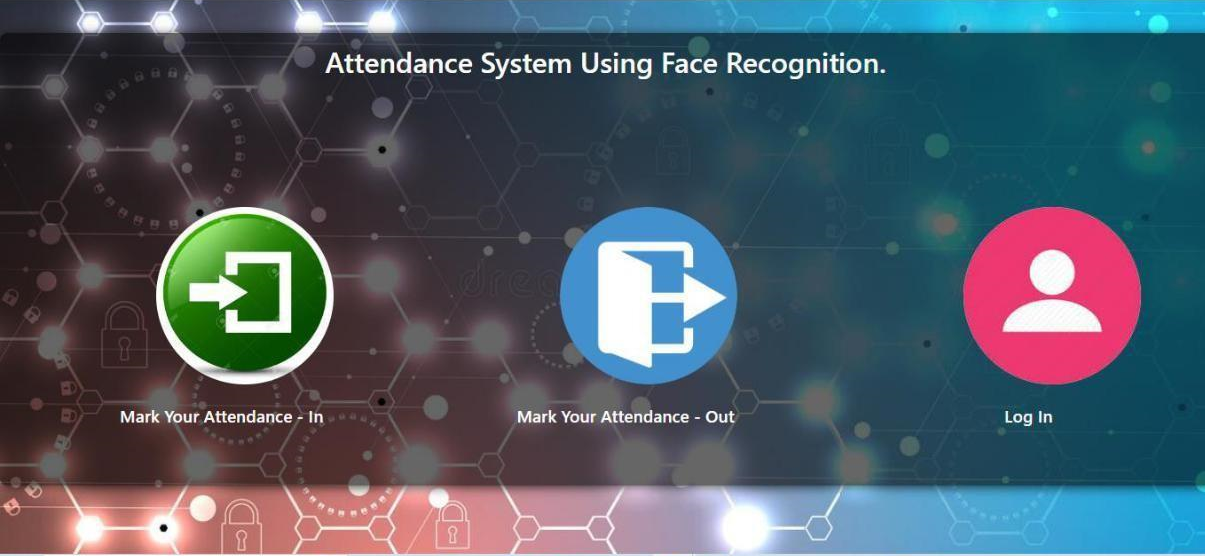 Attendance System Using Face Recognition.
Mark Your Attendance - In
Mark Your Attendance - Out
Log In